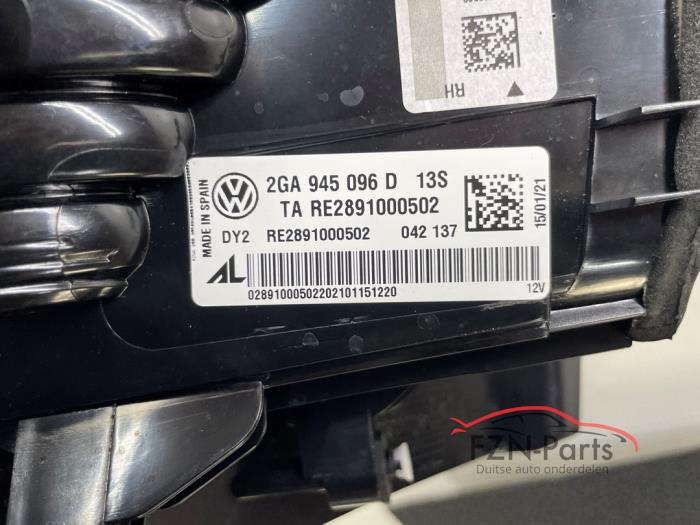 RH
MADE IN SPAIN
2GA 945 096 D 13S
TA RE2891000502
DY2 RE2891000502 042 137
15/01/21
AL
02891000502202101151220
12V
FZN-Parts
Duitse auto onderdelen